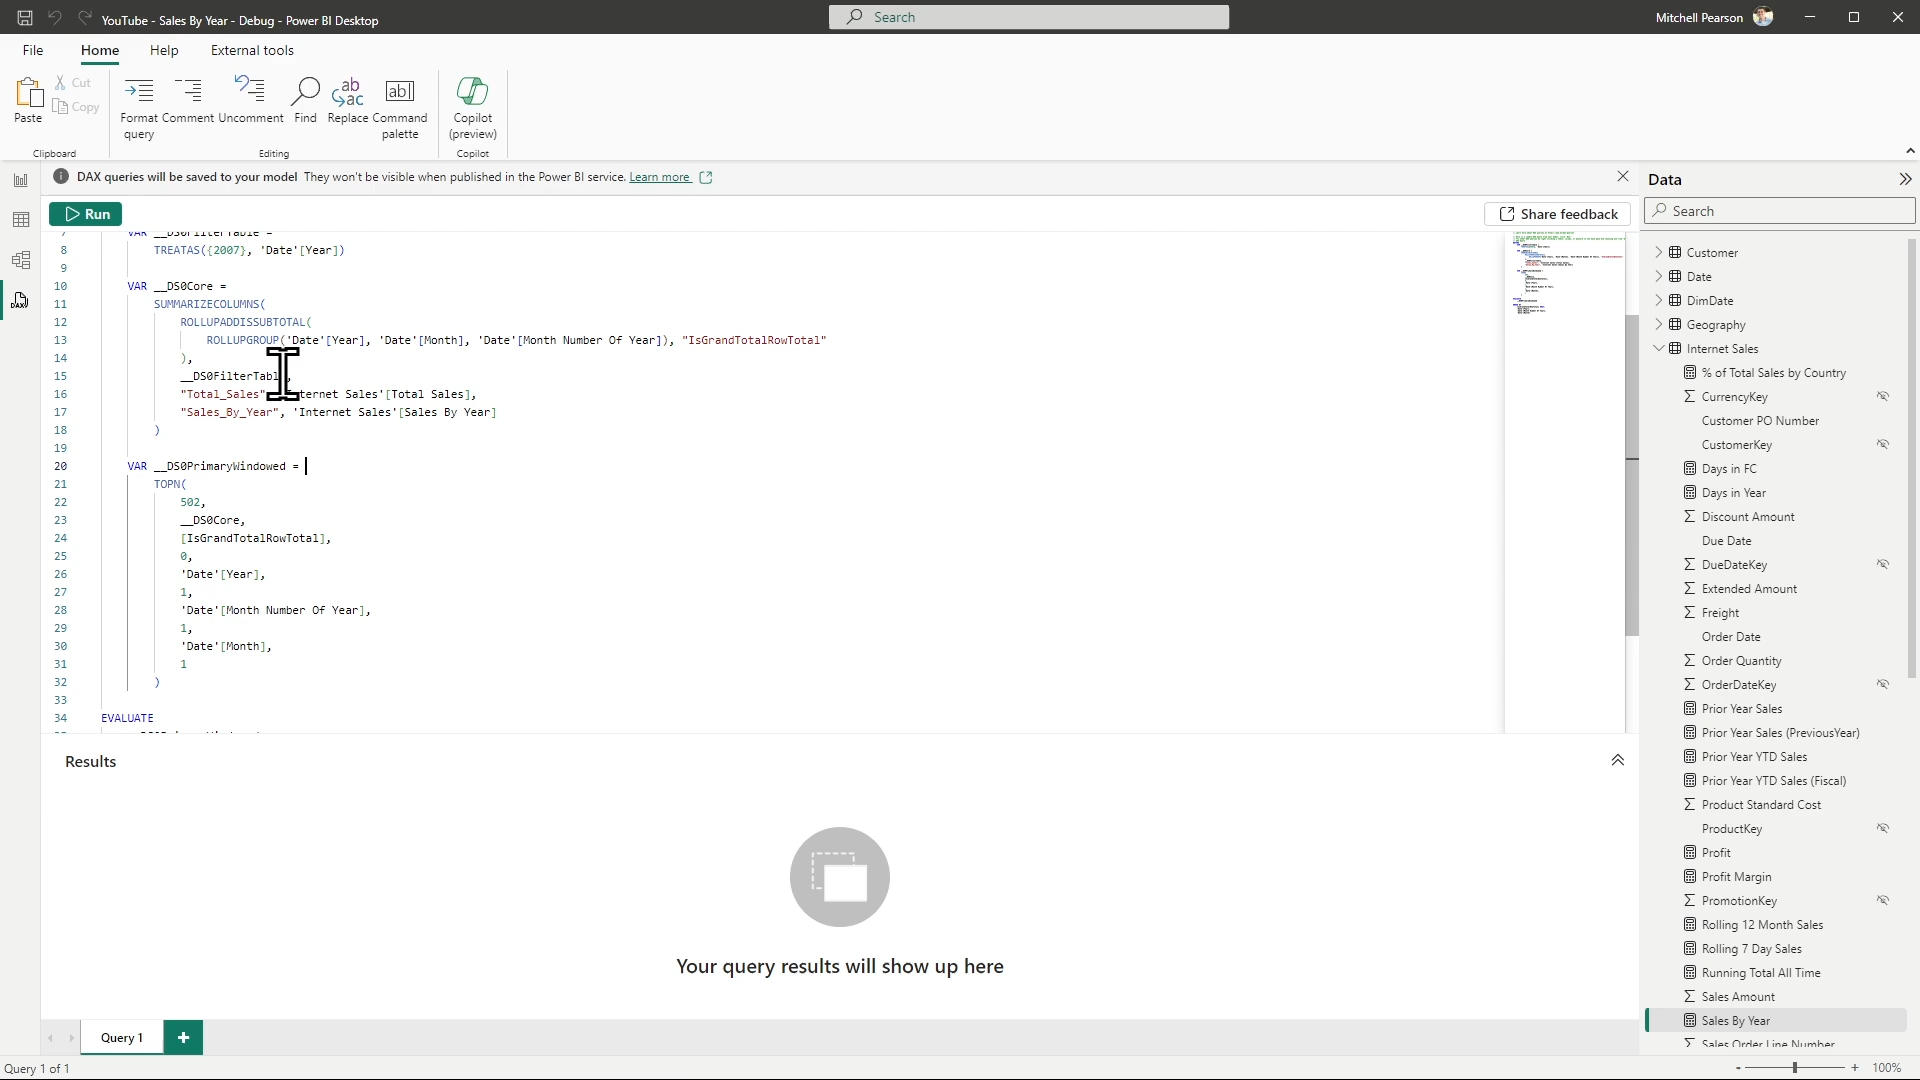 YouTube - Sales By Year - Debug - Power BI Desktop
Search
Mitchell Pearson
File
Home
Help
External tools
Paste
Cut
Copy
Clipboard
Format query
Comment
Uncomment
Find
Replace
Command palette
Editing
Copilot (preview)
Copilot
DAX queries will be saved to your model They won't be visible when published in the Power BI service. Learn more
Run
Share feedback
7 VAR __DS0FilterTable =
8 TREATAS({2007}, 'Date'[Year])
9
10 VAR __DS0Core =
11 SUMMARIZECOLUMNS(
12 ROLLUPADDISSUBTOTAL(
13 ROLLUPGROUP('Date'[Year], 'Date'[Month], 'Date'[Month Number Of Year]), "IsGrandTotalRowTotal"
14 ),
15 __DS0FilterTable,
16 "Total_Sales", 'Internet Sales'[Total Sales],
17 "Sales_By_Year", 'Internet Sales'[Sales By Year]
18 )
19
20 VAR __DS0PrimaryWindowed =
21 TOPN(
22 502,
23 __DS0Core,
24 [IsGrandTotalRowTotal],
25 0,
26 'Date'[Year],
27 1,
28 'Date'[Month Number Of Year],
29 1,
30 'Date'[Month],
31 1
32 )
33
34 EVALUATE
Results
Your query results will show up here
Query 1
+
Query 1 of 1
Data
Search
Customer
Date
DimDate
Geography
Internet Sales
% of Total Sales by Country
CurrencyKey
Customer PO Number
CustomerKey
Days in FC
Days in Year
Discount Amount
Due Date
DueDateKey
Extended Amount
Freight
Order Date
Order Quantity
OrderDateKey
Prior Year Sales
Prior Year Sales (PreviousYear)
Prior Year YTD Sales
Prior Year YTD Sales (Fiscal)
Product Standard Cost
ProductKey
Profit
Profit Margin
PromotionKey
Rolling 12 Month Sales
Rolling 7 Day Sales
Running Total All Time
Sales Amount
Sales By Year
Sales Order Line Number
- + 100%